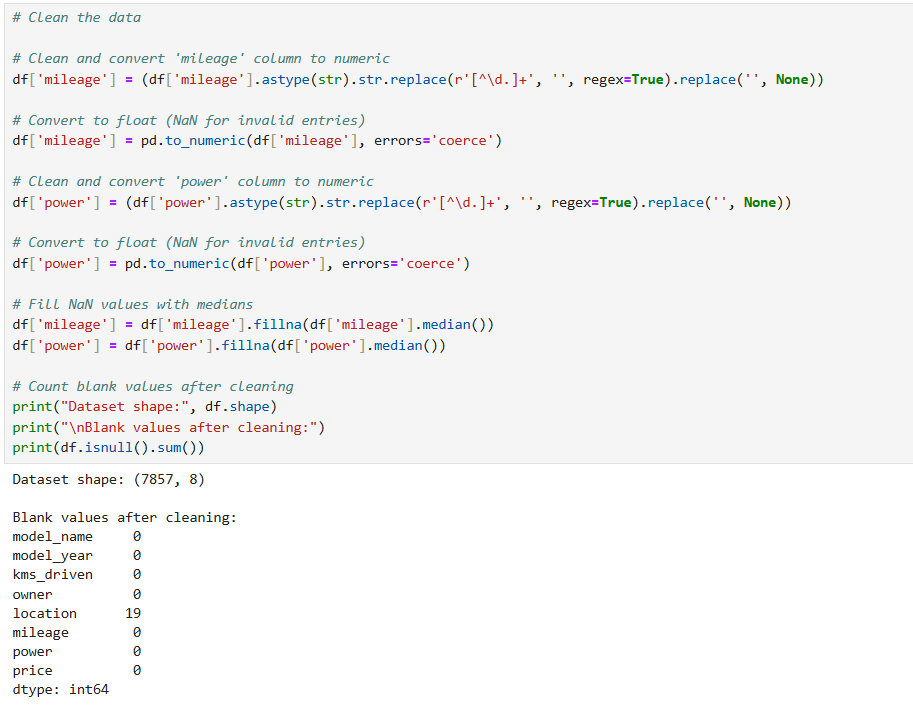 # Clean the data
# Clean and convert 'mileage' column to numeric
df['mileage'] = (df['mileage'].astype(str).str.replace(r'[^\d.]+', '', regex=True).replace('', None))
# Convert to float (NaN for invalid entries)
df['mileage'] = pd.to_numeric(df['mileage'], errors='coerce')
# Clean and convert 'power' column to numeric
df['power'] = (df['power'].astype(str).str.replace(r'[^\d.]+', '', regex=True).replace('', None))
# Convert to float (NaN for invalid entries)
df['power'] = pd.to_numeric(df['power'], errors='coerce')
# Fill NaN values with medians
df['mileage'] = df['mileage'].fillna(df['mileage'].median())
df['power'] = df['power'].fillna(df['power'].median())
# Count blank values after cleaning
print("Dataset shape:", df.shape)
print("\nBlank values after cleaning:")
print(df.isnull().sum())
Dataset shape: (7857, 8)
Blank values after cleaning:
model_name     0
model_year     0
kms_driven     0
owner          0
location      19
mileage        0
power          0
price          0
dtype: int64